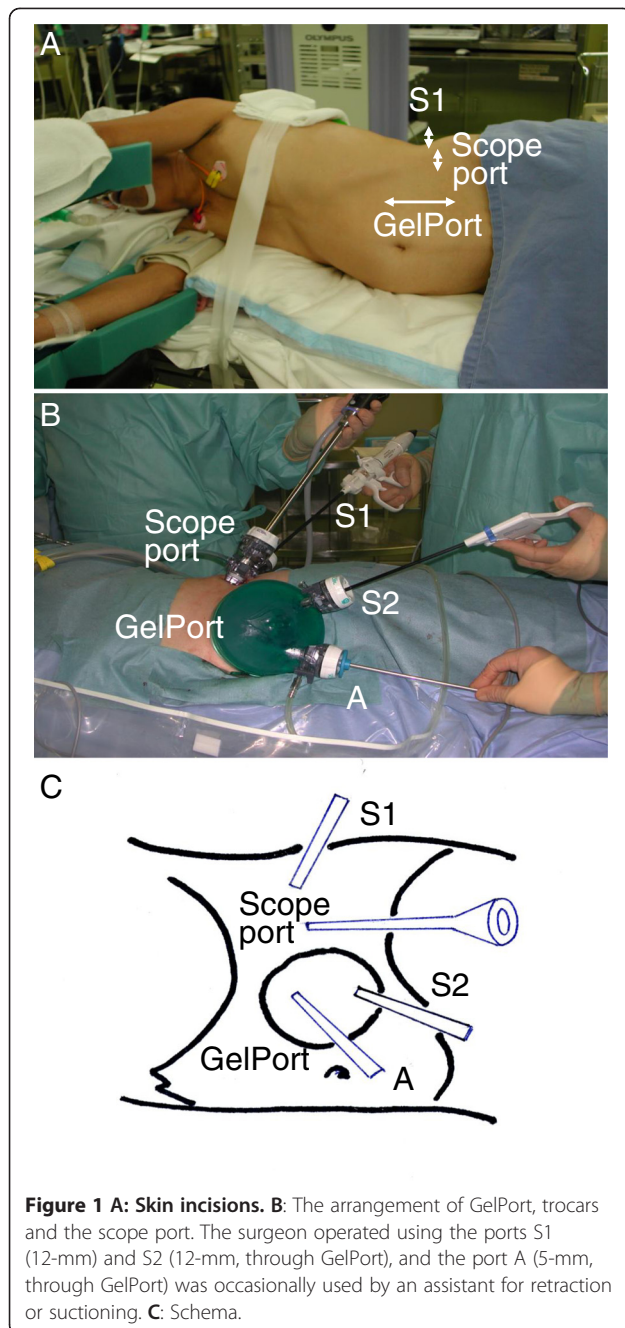 A
OLYMPUS
S1
Scope
port
GelPort
B
Scope
port
S1
S2
GelPort
A
C
S1
Scope
port
S2
GelPort
A
Figure 1 A: Skin incisions. B: The arrangement of GelPort, trocars
and the scope port. The surgeon operated using the ports S1
(12-mm) and S2 (12-mm, through GelPort), and the port A (5-mm,
through GelPort) was occasionally used by an assistant for retraction
or suctioning. C: Schema.